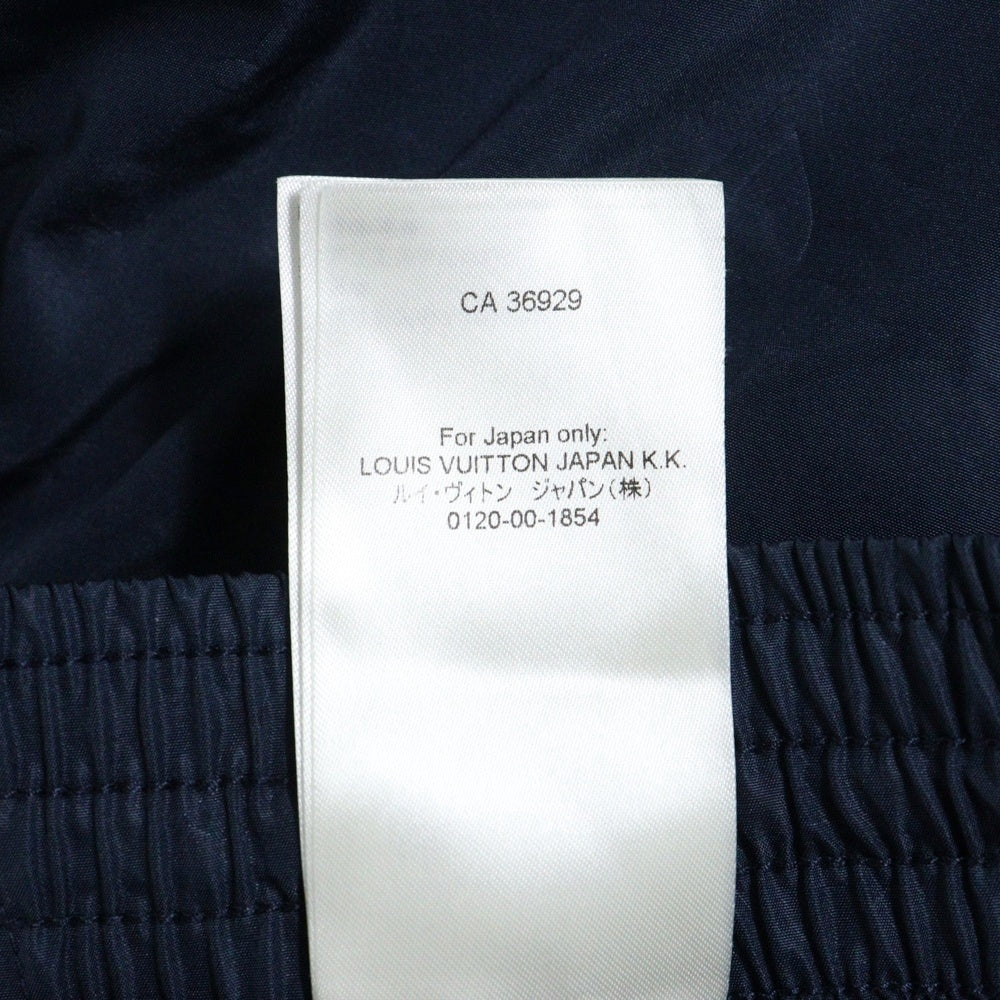 CA 36929
For Japan only:
LOUIS VUITTON JAPAN K.K.
ルイ・ヴィトン　ジャパン（株）
0120-00-1854